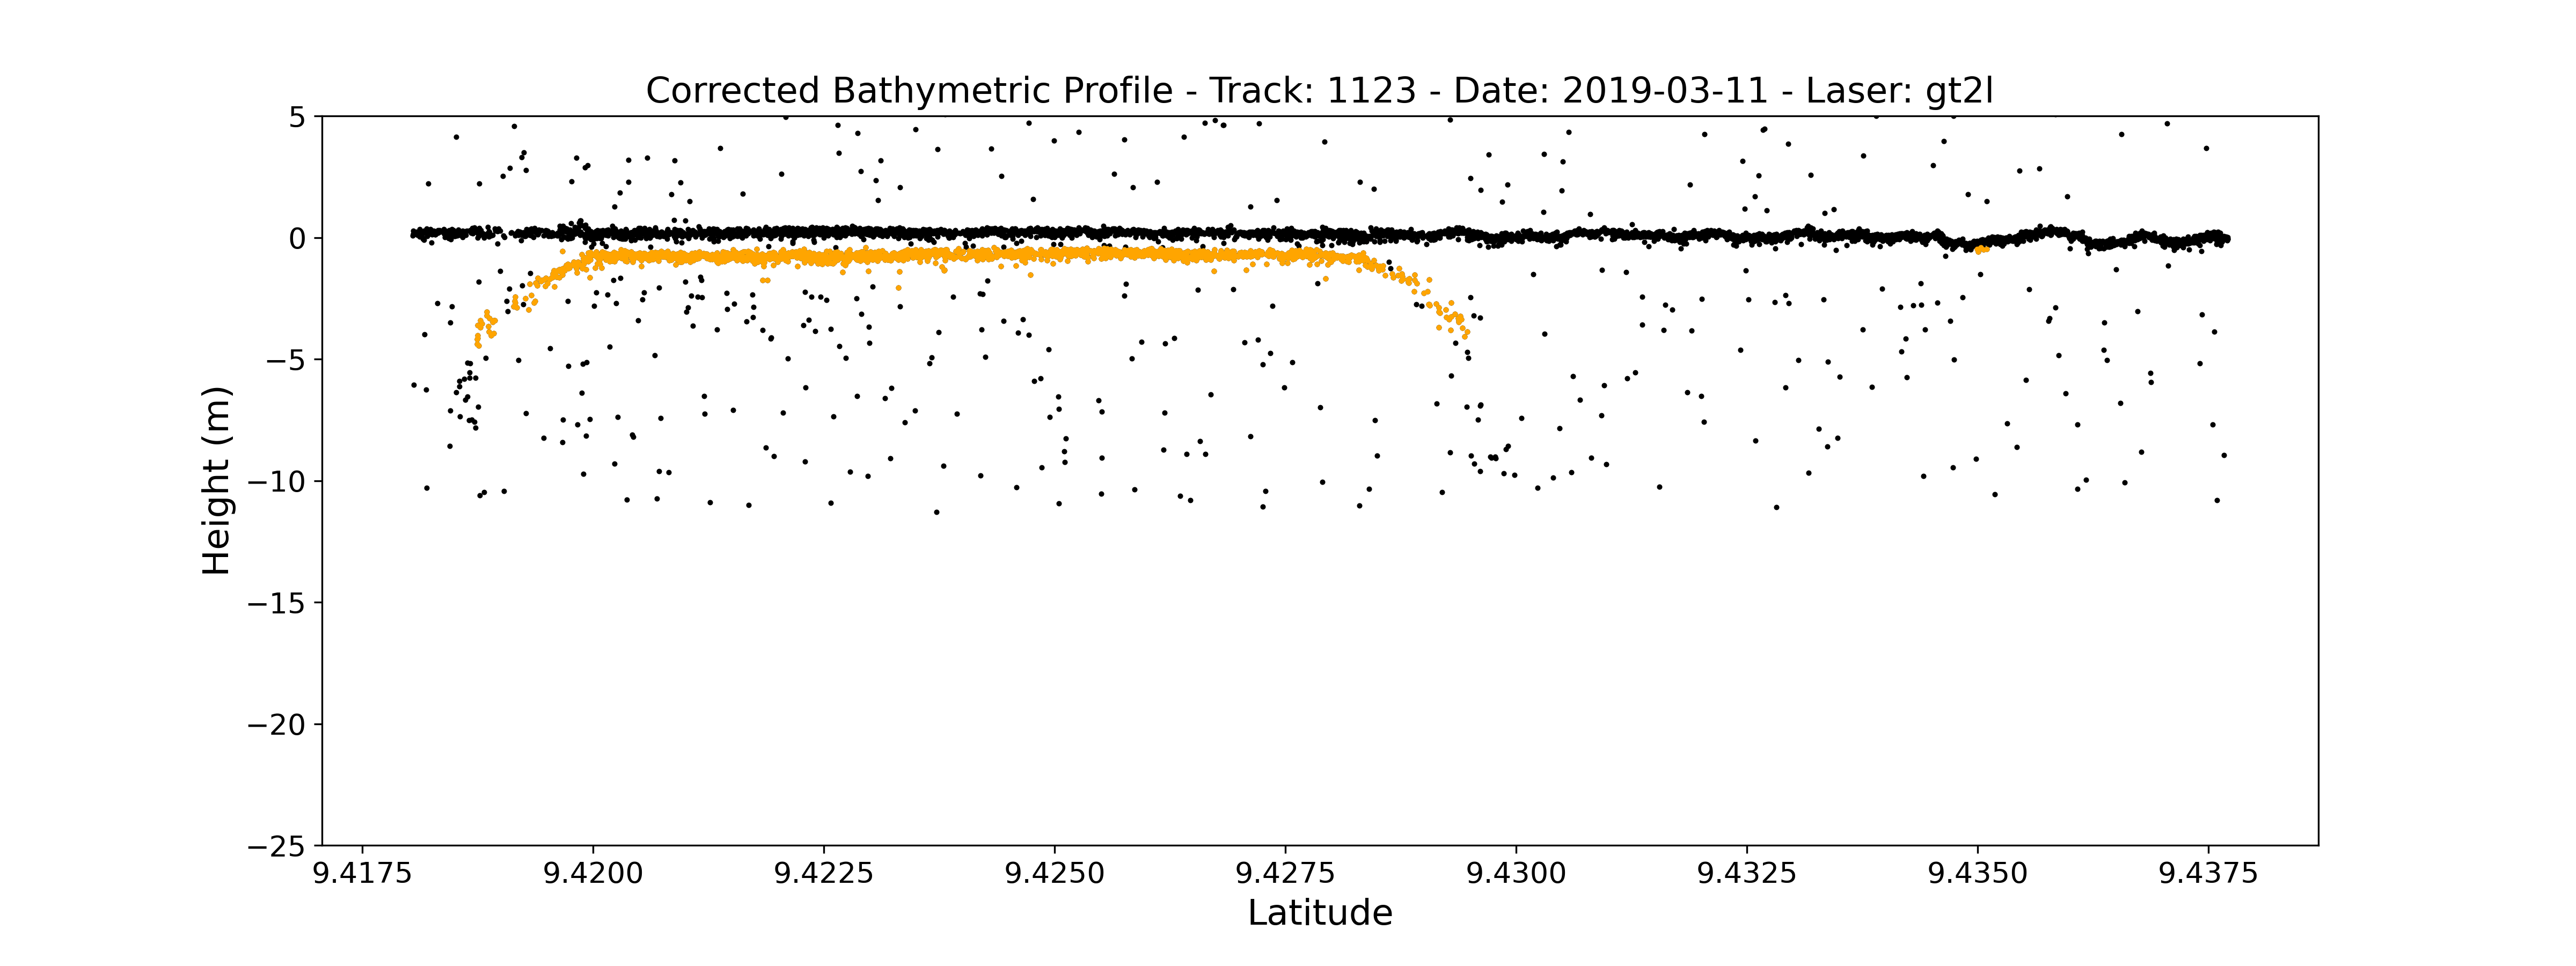 Corrected Bathymetric Profile - Track: 1123 - Date: 2019-03-11 - Laser: gt2l
5
0
−5
−10
−15
−20
−25
Height (m)
9.4175 9.4200 9.4225 9.4250 9.4275 9.4300 9.4325 9.4350 9.4375
Latitude